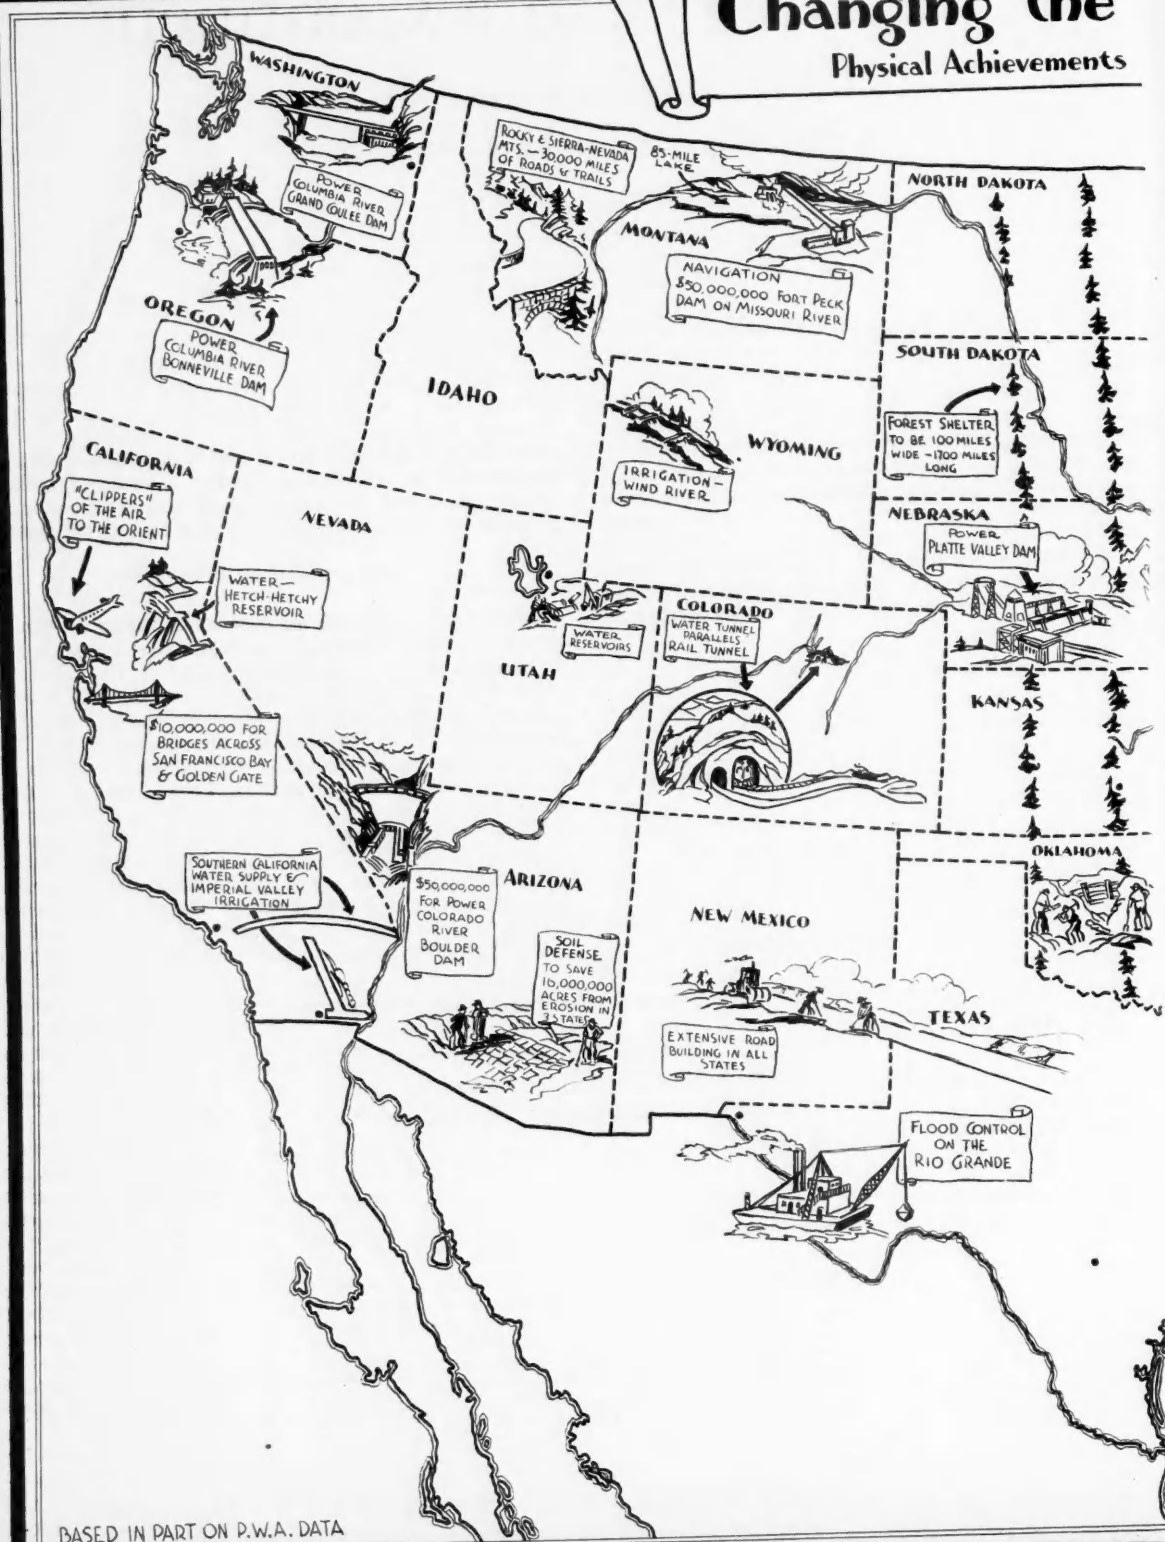 Changing the
Physical Achievements
WASHINGTON
POWER
COLUMBIA RIVER
GRAND COULEE DAM
ROCKY & SIERRA-NEVADA
MTS. — 30,000 MILES
OF ROADS & TRAILS
85-MILE
LAKE
MONTANA
NAVIGATION
$50,000,000 FORT PECK
DAM ON MISSOURI RIVER
NORTH DAKOTA
OREGON
POWER
COLUMBIA RIVER
BONNEVILLE DAM
IDAHO
SOUTH DAKOTA
FOREST SHELTER
TO BE 100 MILES
WIDE - 1700 MILES
LONG
WYOMING
IRRIGATION —
WIND RIVER
CALIFORNIA
"CLIPPERS"
OF THE AIR
TO THE ORIENT
NEVADA
NEBRASKA
POWER
PLATTE VALLEY DAM
WATER —
HETCH-HETCHY
RESERVOIR
UTAH
WATER
RESERVOIRS
COLORADO
WATER TUNNEL
PARALLELS
RAIL TUNNEL
KANSAS
$10,000,000 FOR
BRIDGES ACROSS
SAN FRANCISCO BAY
& GOLDEN GATE
SOUTHERN CALIFORNIA
WATER SUPPLY &
IMPERIAL VALLEY
IRRIGATION
$50,000,000
FOR POWER
COLORADO
RIVER
BOULDER
DAM
ARIZONA
SOIL
DEFENSE
TO SAVE
16,000,000
ACRES FROM
EROSION IN
3 STATES
NEW MEXICO
OKLAHOMA
TEXAS
EXTENSIVE ROAD
BUILDING IN ALL
STATES
FLOOD CONTROL
ON THE
RIO GRANDE
BASED IN PART ON P.W.A. DATA